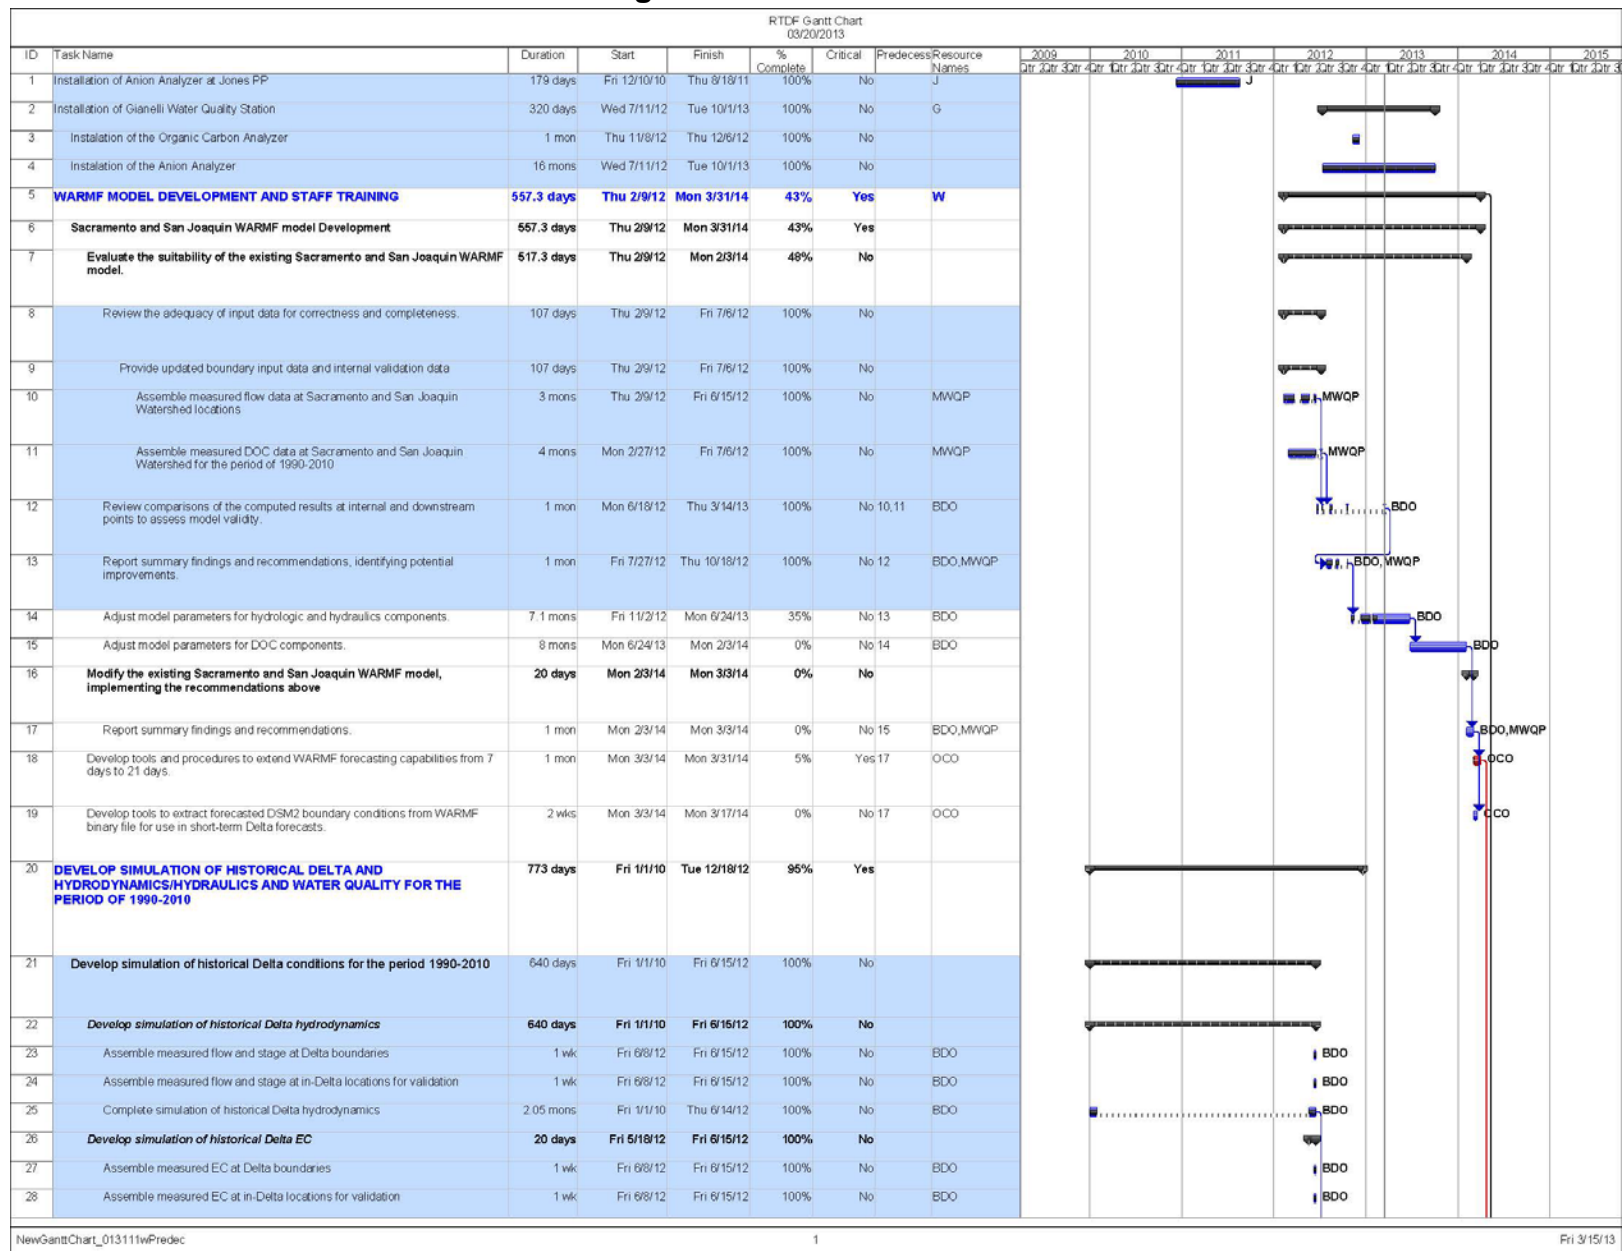 RTDF Gantt Chart
03/20/2013
ID Task Name Duration Start Finish % Complete Critical Predecess Resource Names 2009 2010 2011 2012 2013 2014 2015
1 Installation of Anion Analyzer at Jones PP 179 days Fri 12/10/10 Thu 8/18/11 100% No J J
2 Installation of Gianelli Water Quality Station 320 days Wed 7/11/12 Tue 10/1/13 100% No G
3 Instalation of the Organic Carbon Analyzer 1 mon Thu 11/8/12 Thu 12/6/12 100% No
4 Instalation of the Anion Analyzer 16 mons Wed 7/11/12 Tue 10/1/13 100% No
5 WARMF MODEL DEVELOPMENT AND STAFF TRAINING 557.3 days Thu 2/9/12 Mon 3/31/14 43% Yes W
6 Sacramento and San Joaquin WARMF model Development 557.3 days Thu 2/9/12 Mon 3/31/14 43% Yes
7 Evaluate the suitability of the existing Sacramento and San Joaquin WARMF 517.3 days Thu 2/9/12 Mon 2/3/14 48% No
model.
8 Review the adequacy of input data for correctness and completeness. 107 days Thu 2/9/12 Fri 7/6/12 100% No
9 Provide updated boundary input data and internal validation data 107 days Thu 2/9/12 Fri 7/6/12 100% No
10 Assemble measured flow data at Sacramento and San Joaquin 3 mons Thu 2/9/12 Fri 6/15/12 100% No MWQP MWQP
Watershed locations
11 Assemble measured DOC data at Sacramento and San Joaquin 4 mons Mon 2/27/12 Fri 7/6/12 100% No MWQP MWQP
Watershed for the period of 1990-2010
12 Review comparisons of the computed results at internal and downstream 1 mon Mon 6/18/12 Thu 3/14/13 100% No 10,11 BDO BDO
points to assess model validity.
13 Report summary findings and recommendations, identifying potential 1 mon Fri 7/27/12 Thu 10/18/12 100% No 12 BDO,MWQP BDO,MWQP
improvements.
14 Adjust model parameters for hydrologic and hydraulics components. 7.1 mons Fri 11/2/12 Mon 6/24/13 35% No 13 BDO BDO
15 Adjust model parameters for DOC components. 8 mons Mon 6/24/13 Mon 2/3/14 0% No 14 BDO BDO
16 Modify the existing Sacramento and San Joaquin WARMF model, 20 days Mon 2/3/14 Mon 3/3/14 0% No
implementing the recommendations above
17 Report summary findings and recommendations. 1 mon Mon 2/3/14 Mon 3/3/14 0% No 15 BDO,MWQP BDO,MWQP
18 Develop tools and procedures to extend WARMF forecasting capabilities from 7 1 mon Mon 3/3/14 Mon 3/31/14 5% Yes 17 OCO OCO
days to 21 days.
19 Develop tools to extract forecasted DSM2 boundary conditions from WARMF 2 wks Mon 3/3/14 Mon 3/17/14 0% No 17 OCO OCO
binary file for use in short-term Delta forecasts.
20 DEVELOP SIMULATION OF HISTORICAL DELTA AND 773 days Fri 1/1/10 Tue 12/18/12 95% Yes
HYDRODYNAMICS/HYDRAULICS AND WATER QUALITY FOR THE
PERIOD OF 1990-2010
21 Develop simulation of historical Delta conditions for the period 1990-2010 640 days Fri 1/1/10 Fri 6/15/12 100% No
22 Develop simulation of historical Delta hydrodynamics 640 days Fri 1/1/10 Fri 6/15/12 100% No
23 Assemble measured flow and stage at Delta boundaries 1 wk Fri 6/8/12 Fri 6/15/12 100% No BDO BDO
24 Assemble measured flow and stage at in-Delta locations for validation 1 wk Fri 6/8/12 Fri 6/15/12 100% No BDO BDO
25 Complete simulation of historical Delta hydrodynamics 2.05 mons Fri 1/1/10 Thu 6/14/12 100% No BDO BDO
26 Develop simulation of historical Delta EC 20 days Fri 5/18/12 Fri 6/15/12 100% No
27 Assemble measured EC at Delta boundaries 1 wk Fri 6/8/12 Fri 6/15/12 100% No BDO BDO
28 Assemble measured EC at in-Delta locations for validation 1 wk Fri 6/8/12 Fri 6/15/12 100% No BDO BDO
NewGanttChart_013111wPredec 1 Fri 3/15/13